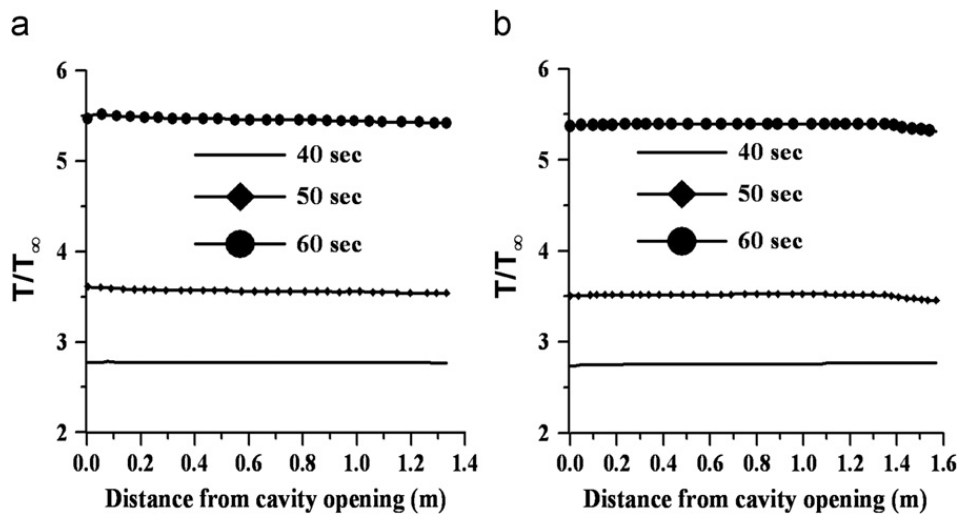 a
6
5
4
3
2
T/T∞
40 sec
50 sec
60 sec
0.0 0.2 0.4 0.6 0.8 1.0 1.2 1.4
Distance from cavity opening (m)
b
6
5
4
3
2
T/T∞
40 sec
50 sec
60 sec
0.0 0.2 0.4 0.6 0.8 1.0 1.2 1.4 1.6
Distance from cavity opening (m)